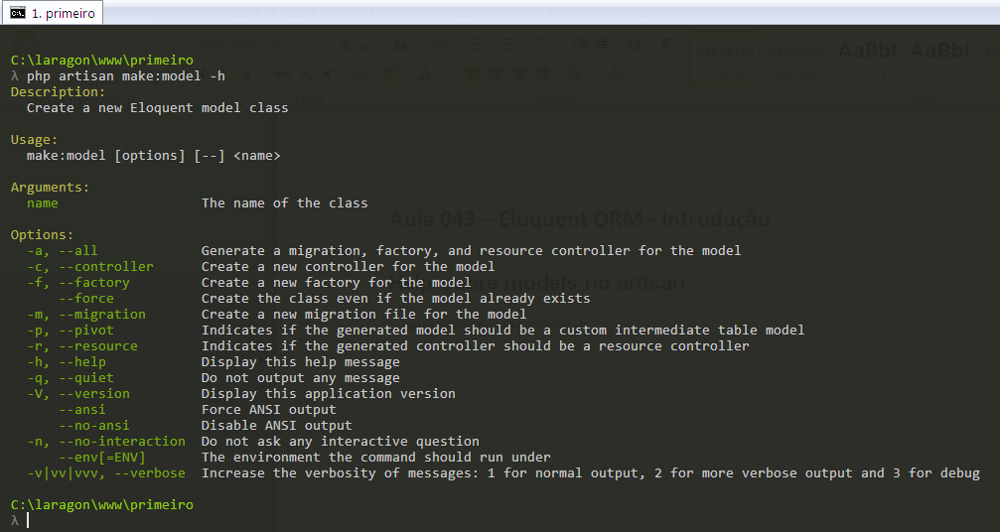 1. primeiro
C:\laragon\www\primeiro
λ php artisan make:model -h
Description:
  Create a new Eloquent model class

Usage:
  make:model [options] [--] <name>

Arguments:
  name                  The name of the class

Options:
  -a, --all             Generate a migration, factory, and resource controller for the model
  -c, --controller      Create a new controller for the model
  -f, --factory         Create a new factory for the model
      --force           Create the class even if the model already exists
  -m, --migration       Create a new migration file for the model
  -p, --pivot           Indicates if the generated model should be a custom intermediate table model
  -r, --resource        Indicates if the generated controller should be a resource controller
  -h, --help            Display this help message
  -q, --quiet           Do not output any message
  -V, --version         Display this application version
      --ansi            Force ANSI output
      --no-ansi         Disable ANSI output
  -n, --no-interaction  Do not ask any interactive question
      --env[=ENV]       The environment the command should run under
  -v|vv|vvv, --verbose  Increase the verbosity of messages: 1 for normal output, 2 for more verbose output and 3 for debug

C:\laragon\www\primeiro
λ
Aula 043 – Eloquent ORM - Introdução
models no artisan